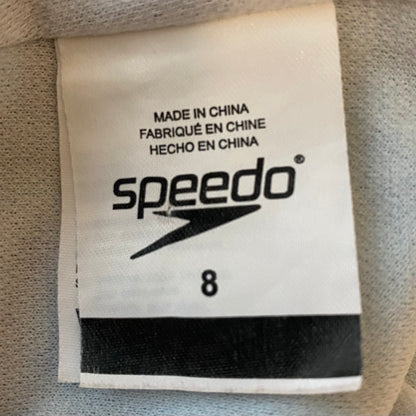 MADE IN CHINA
FABRIQUÉ EN CHINE
HECHO EN CHINA
speedo®
8